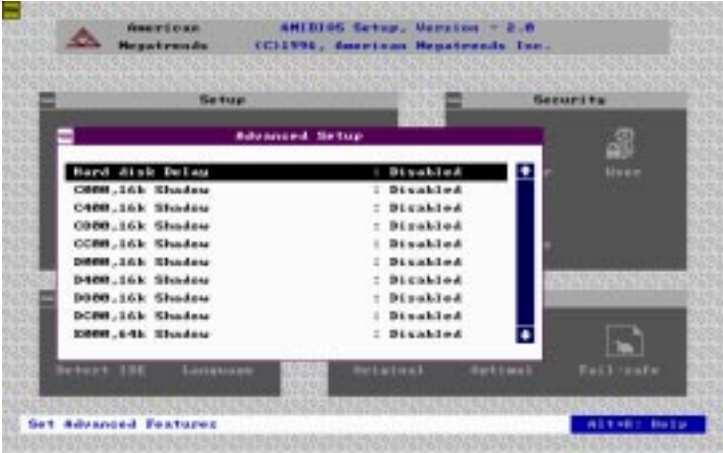 American
Megatrends
AMIBIOS Setup, Version - 2.0
(C)1996, American Megatrends Inc.
Setup
Security
Advanced Setup
Hard disk Delay : Disabled
C000,16k Shadow : Disabled
C400,16k Shadow : Disabled
C800,16k Shadow : Disabled
CC00,16k Shadow : Disabled
D000,16k Shadow : Disabled
D400,16k Shadow : Disabled
D800,16k Shadow : Disabled
DC00,16k Shadow : Disabled
E000,64k Shadow : Disabled
User
Detect IDE
Language
Original
Optimal
Fail-safe
Set Advanced Features
Alt+H: Help